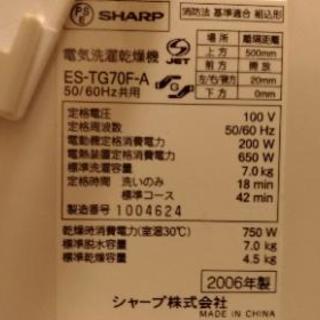 PS E
SHARP
消防法 基準適合 組込形
電気洗濯乾燥機
JET
ES-TG70F-A
50/60Hz共用
場所 離隔距離
上方 500mm
前方 開放
左/右/後方 20mm
下方 0mm
定格電圧 100 V
定格周波数 50/60 Hz
電動機定格消費電力 200 W
電熱装置定格消費電力 650 W
標準洗濯容量 7.0 kg
定格時間 洗いのみ 18 min
標準コース 42 min
製造番号 1004624
乾燥時消費電力(室温30℃) 750 W
標準脱水容量 7.0 kg
標準乾燥容量 4.5 kg
2006年製
シャープ株式会社
MADE IN CHINA